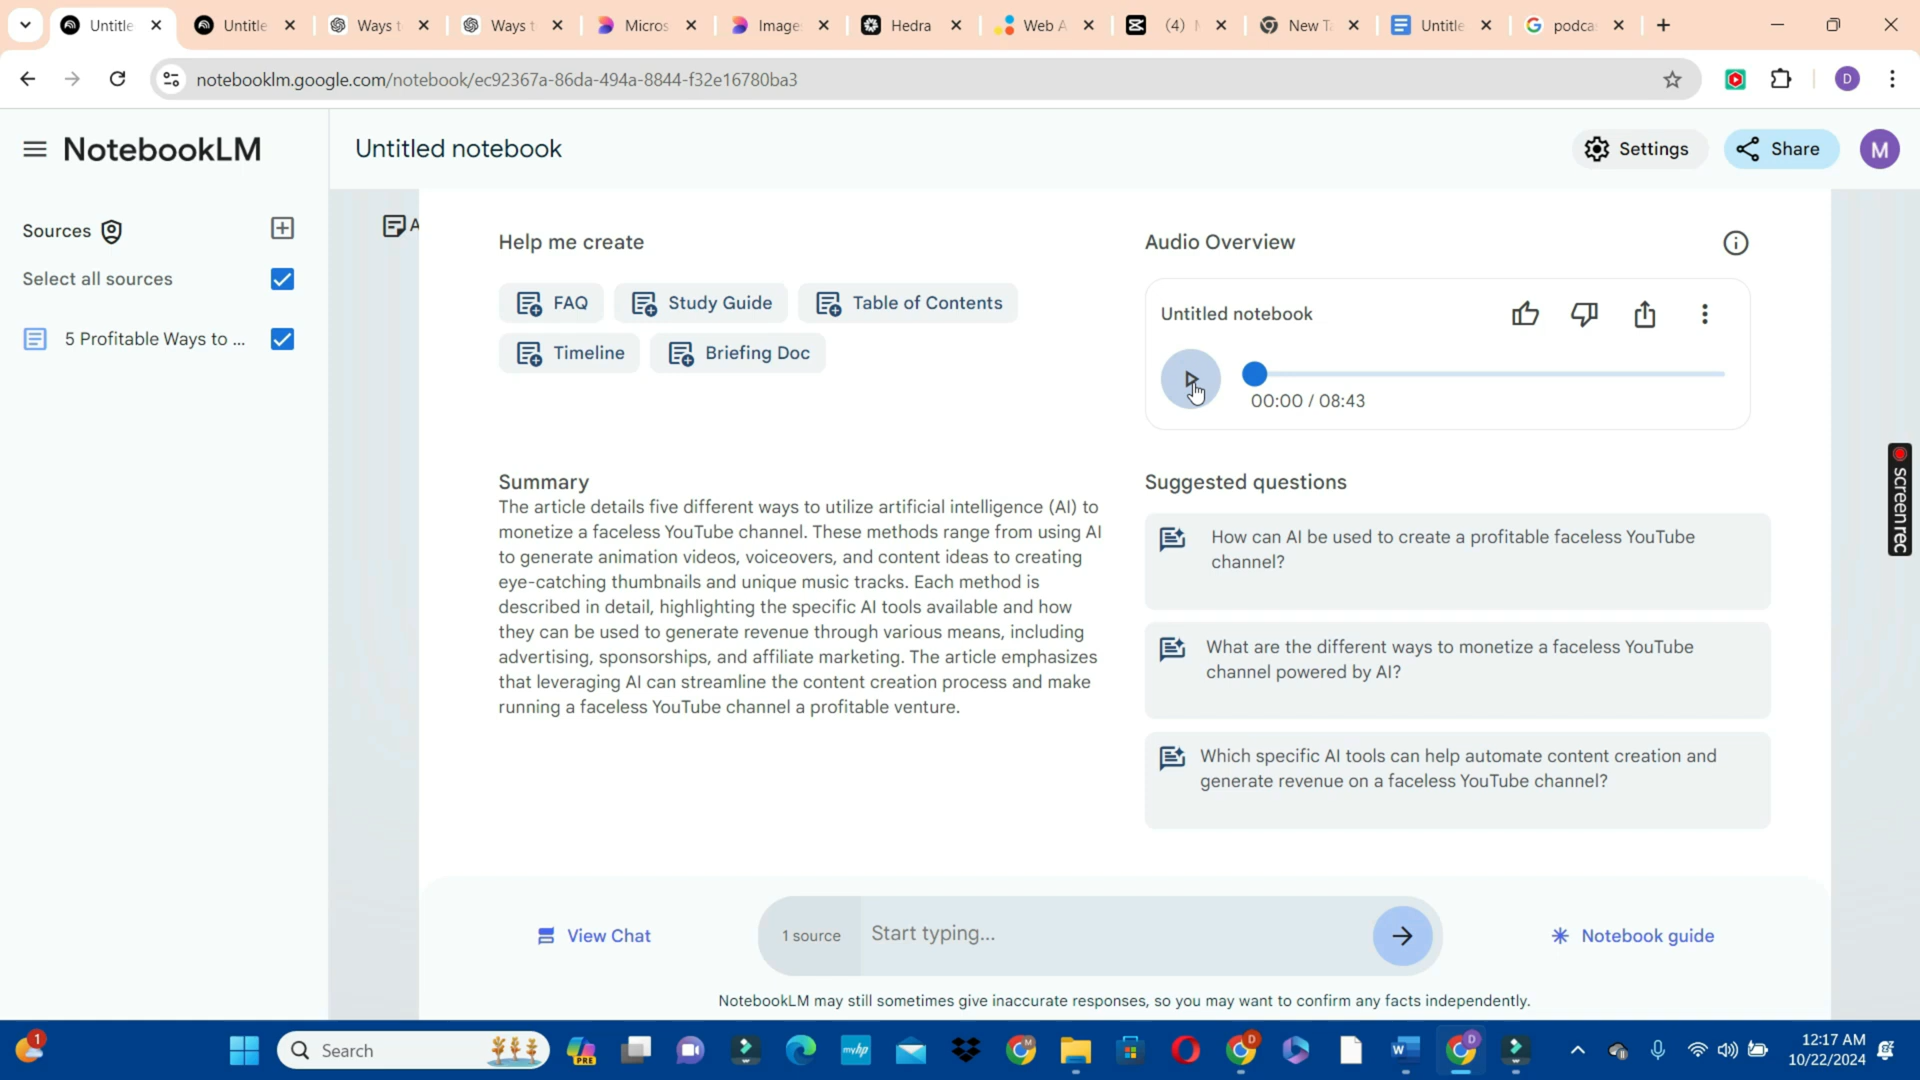 Untitle
Untitle
Ways t
Ways t
Micros
Image
Hedra
Web A
(4)
New T
Untitle
podca
notebooklm.google.com/notebook/ec92367a-86da-494a-8844-f32e16780ba3
D
NotebookLM
Untitled notebook
Settings
Share
M
Sources
Select all sources
5 Profitable Ways to ...
A
Help me create
FAQ
Study Guide
Table of Contents
Timeline
Briefing Doc
Audio Overview
Untitled notebook
00:00 / 08:43
Summary
The article details five different ways to utilize artificial intelligence (AI) to
monetize a faceless YouTube channel. These methods range from using AI
to generate animation videos, voiceovers, and content ideas to creating
eye-catching thumbnails and unique music tracks. Each method is
described in detail, highlighting the specific AI tools available and how
they can be used to generate revenue through various means, including
advertising, sponsorships, and affiliate marketing. The article emphasizes
that leveraging AI can streamline the content creation process and make
running a faceless YouTube channel a profitable venture.
Suggested questions
How can AI be used to create a profitable faceless YouTube
channel?
What are the different ways to monetize a faceless YouTube
channel powered by AI?
Which specific AI tools can help automate content creation and
generate revenue on a faceless YouTube channel?
screenrec
View Chat
1 source
Start typing...
Notebook guide
NotebookLM may still sometimes give inaccurate responses, so you may want to confirm any facts independently.
1
Search
PRE
myhp
M
D
W
D
12:17 AM
10/22/2024